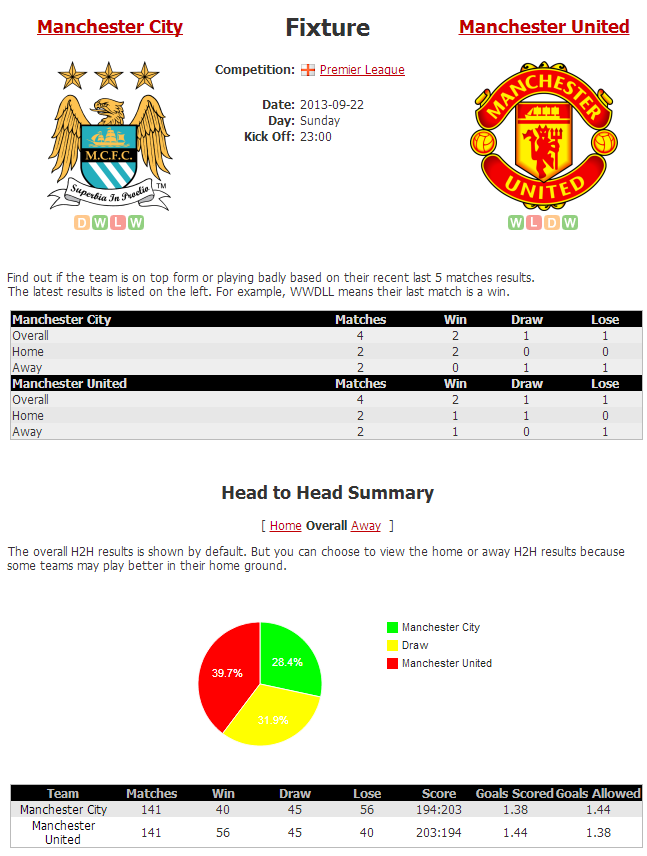 Manchester City
Fixture
Manchester United
Competition: Premier League
Date: 2013-09-22
Day: Sunday
Kick Off: 23:00
M.C.F.C.
Superbia In Proelio
TM
MANCHESTER
UNITED
D W L W
W L D W
Find out if the team is on top form or playing badly based on their recent last 5 matches results.
The latest results is listed on the left. For example, WWDLL means their last match is a win.
Manchester City Matches Win Draw Lose
Overall 4 2 1 1
Home 2 2 0 0
Away 2 0 1 1
Manchester United Matches Win Draw Lose
Overall 4 2 1 1
Home 2 1 1 0
Away 2 1 0 1
Head to Head Summary
[ Home Overall Away ]
The overall H2H results is shown by default. But you can choose to view the home or away H2H results because
some teams may play better in their home ground.
28.4%
39.7%
31.9%
Manchester City
Draw
Manchester United
Team Matches Win Draw Lose Score Goals Scored Goals Allowed
Manchester City 141 40 45 56 194:203 1.38 1.44
Manchester United 141 56 45 40 203:194 1.44 1.38